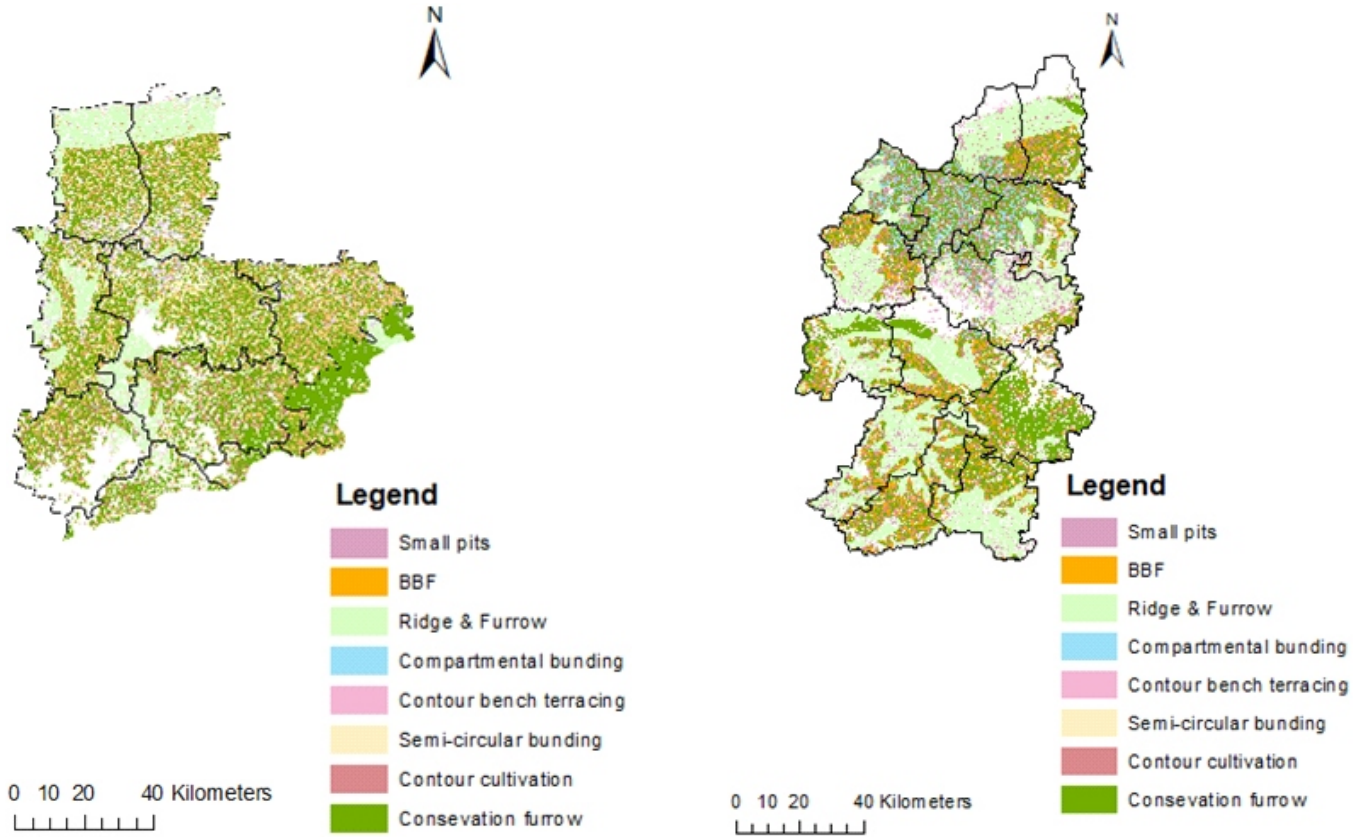 N
Legend
Small pits
BBF
Ridge & Furrow
Compartmental bunding
Contour bench terracing
Semi-circular bunding
Contour cultivation
Consevation furrow
0 10 20 40 Kilometers
N
Legend
Small pits
BBF
Ridge & Furrow
Compartmental bunding
Contour bench terracing
Semi-circular bunding
Contour cultivation
Consevation furrow
0 10 20 40 Kilometers